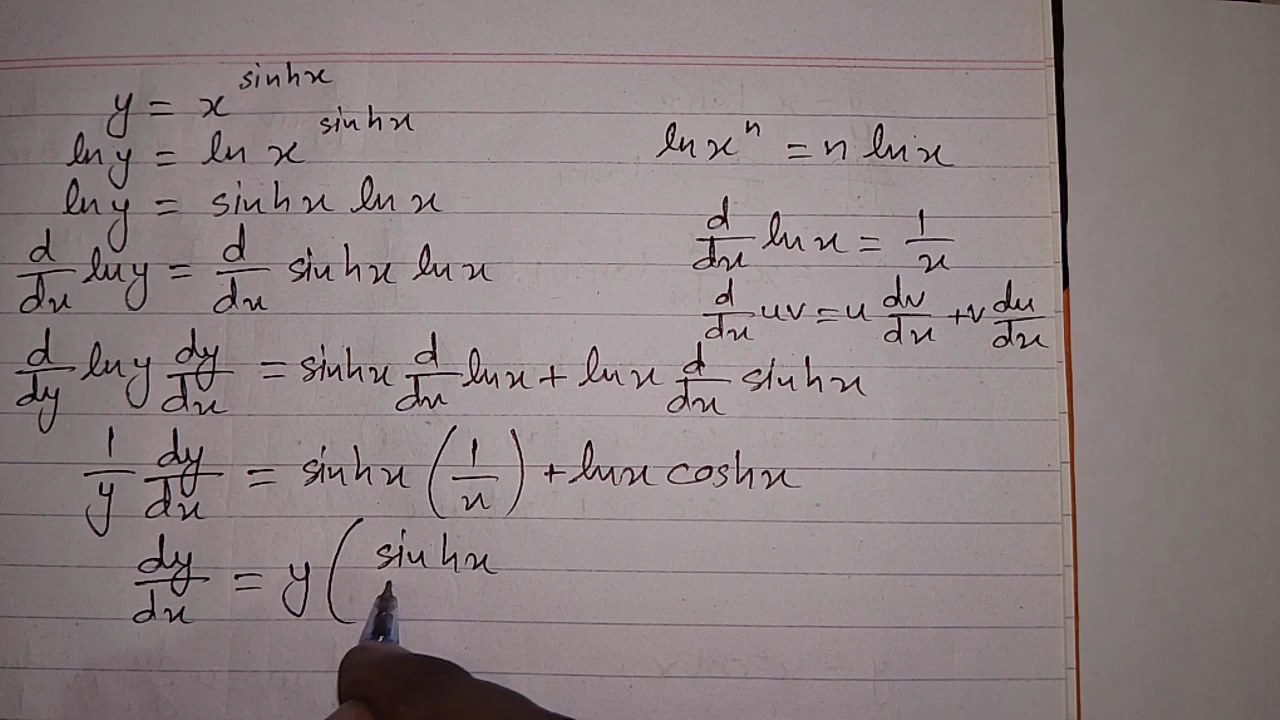 y = x^sinhx
ln y = ln x^sinhx
ln x^n = n ln x
ln y = sinhx ln x
d/dx ln x = 1/x
d/dx ln y = d/dx sinhx ln x
d/dx uv = u dv/dx + v du/dx
d/dy ln y dy/dx = sinhx d/dx ln x + ln x d/dx sinhx
1/y dy/dx = sinhx (1/x) + ln x coshx
dy/dx = y ( sinhx